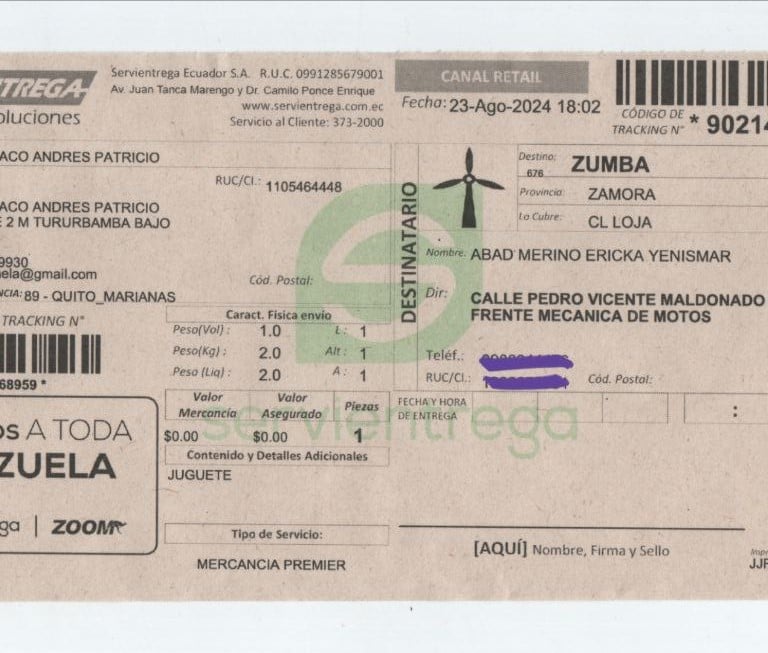 TREGA
oluciones
Servientrega Ecuador S.A. R.U.C. 0991285679001
Av. Juan Tanca Marengo y Dr. Camilo Ponce Enrique
www.servientrega.com.ec
Servicio al Cliente: 373-2000
CANAL RETAIL
Fecha: 23-Ago-2024 18:02
CÓDIGO DE
TRACKING N° * 90214
ACO ANDRES PATRICIO
RUC/CI.: 1105464448
ACO ANDRES PATRICIO
E 2 M TURURBAMBA BAJO
9930
ela@gmail.com
Cód. Postal:
NCIA: 89 - QUITO_MARIANAS
TRACKING N°
68959 *
os A TODA
ZUELA
ga | ZOOM
Caract. Física envío
Peso(Vol) : 1.0 L : 1
Peso(Kg) : 2.0 Alt : 1
Peso (Liq) : 2.0 A : 1
Valor Mercancía Valor Asegurado Piezas
$0.00 $0.00 1
Contenido y Detalles Adicionales
JUGUETE
Tipo de Servicio:
MERCANCIA PREMIER
DESTINATARIO
Destino: 676 ZUMBA
Provincia: ZAMORA
La Cubre: CL LOJA
Nombre: ABAD MERINO ERICKA YENISMAR
Dir: CALLE PEDRO VICENTE MALDONADO
FRENTE MECANICA DE MOTOS
Teléf.:
RUC/CI.: Cód. Postal:
FECHA Y HORA
DE ENTREGA :
servientrega
[AQUÍ] Nombre, Firma y Sello
Impr
JJF